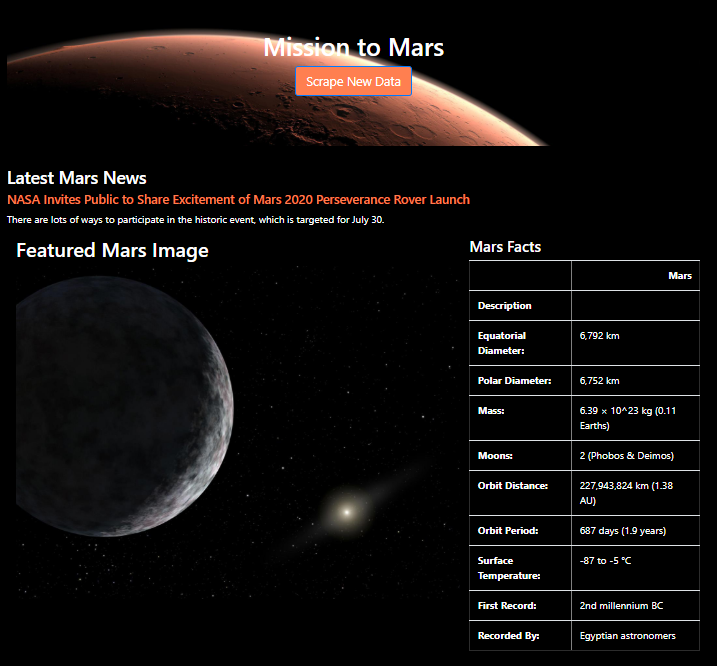 Mission to Mars
Scrape New Data
Latest Mars News
NASA Invites Public to Share Excitement of Mars 2020 Perseverance Rover Launch
There are lots of ways to participate in the historic event, which is targeted for July 30.
Featured Mars Image
Mars Facts
Mars
Description
Equatorial Diameter: 6,792 km
Polar Diameter: 6,752 km
Mass: 6.39 × 10^23 kg (0.11 Earths)
Moons: 2 (Phobos & Deimos)
Orbit Distance: 227,943,824 km (1.38 AU)
Orbit Period: 687 days (1.9 years)
Surface Temperature: -87 to -5 °C
First Record: 2nd millennium BC
Recorded By: Egyptian astronomers